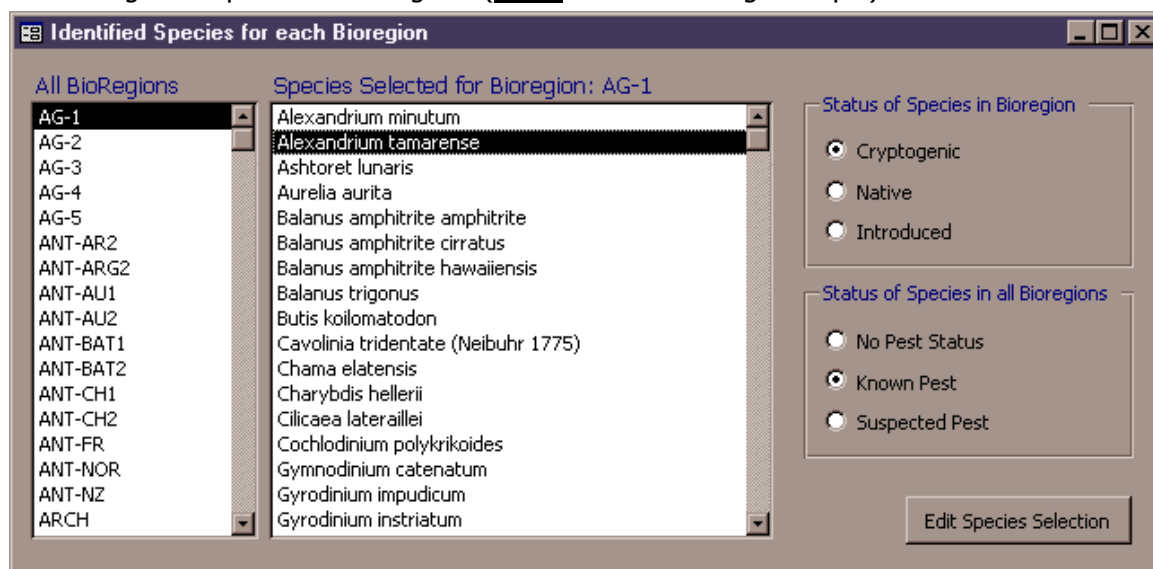 Identified Species for each Bioregion
All BioRegions
AG-1
AG-2
AG-3
AG-4
AG-5
ANT-AR2
ANT-ARG2
ANT-AU1
ANT-AU2
ANT-BAT1
ANT-BAT2
ANT-CH1
ANT-CH2
ANT-FR
ANT-NOR
ANT-NZ
ARCH
Species Selected for Bioregion: AG-1
Alexandrium minutum
Alexandrium tamarense
Ashtoret lunaris
Aurelia aurita
Balanus amphitrite amphitrite
Balanus amphitrite cirratus
Balanus amphitrite hawaiiensis
Balanus trigonus
Butis koilomatodon
Cavolinia tridentate (Neibuhr 1775)
Chama elatensis
Charybdis hellerii
Cilicaea lateraillei
Cochlodinium polykrikoides
Gymnodinium catenatum
Gyrodinium impudicum
Gyrodinium instriatum
Status of Species in Bioregion
Cryptogenic
Native
Introduced
Status of Species in all Bioregions
No Pest Status
Known Pest
Suspected Pest
Edit Species Selection